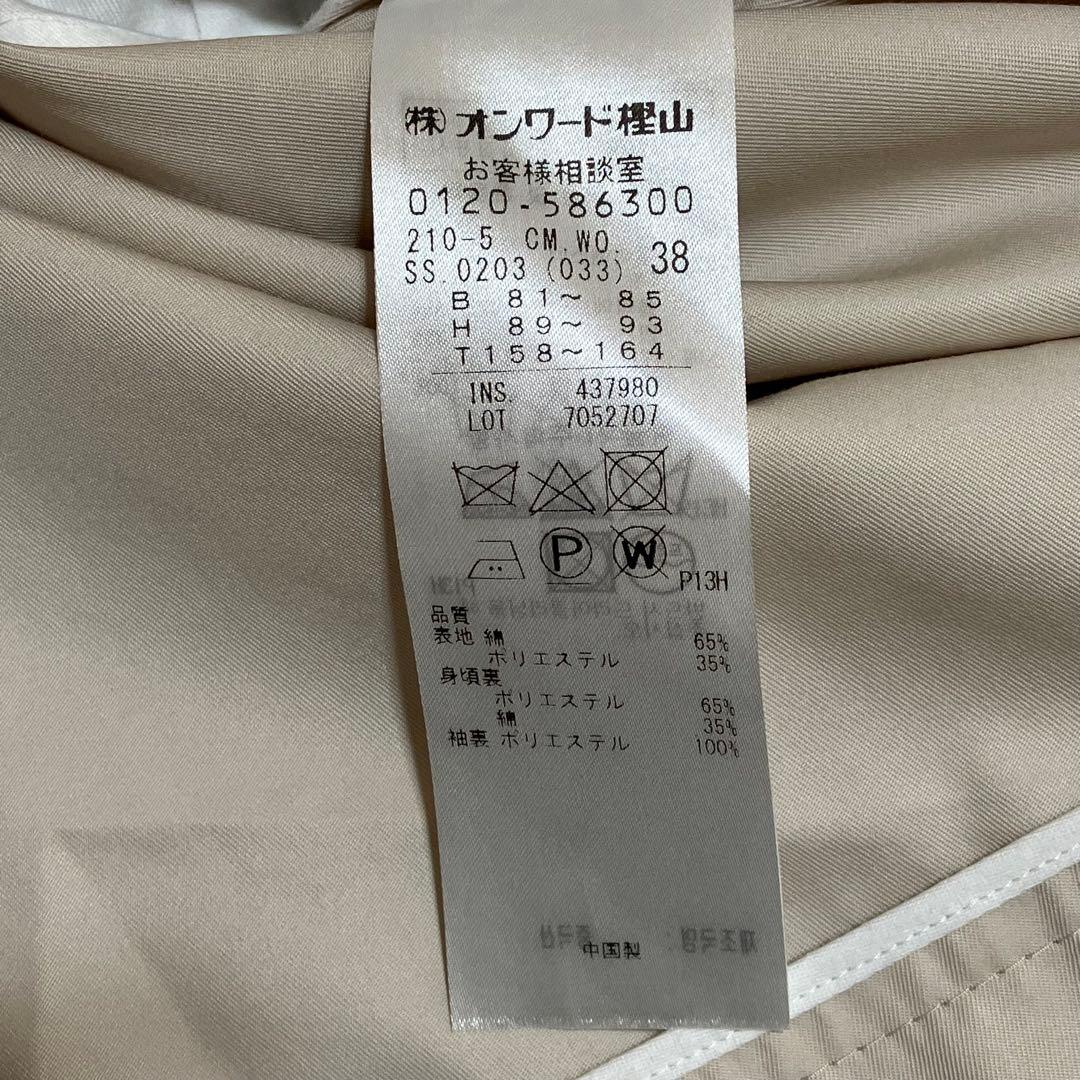 (株)オンワード樫山
お客様相談室
0120-586300
210-5 CM.WO.
SS.0203(033) 38
B 81～ 85
H 89～ 93
T158～164
INS. 437980
LOT 7052707
P W
P13H
品質
表地 綿 65%
ポリエステル 35%
身頃裏
ポリエステル 65%
綿 35%
袖裏 ポリエステル 100%
中国製